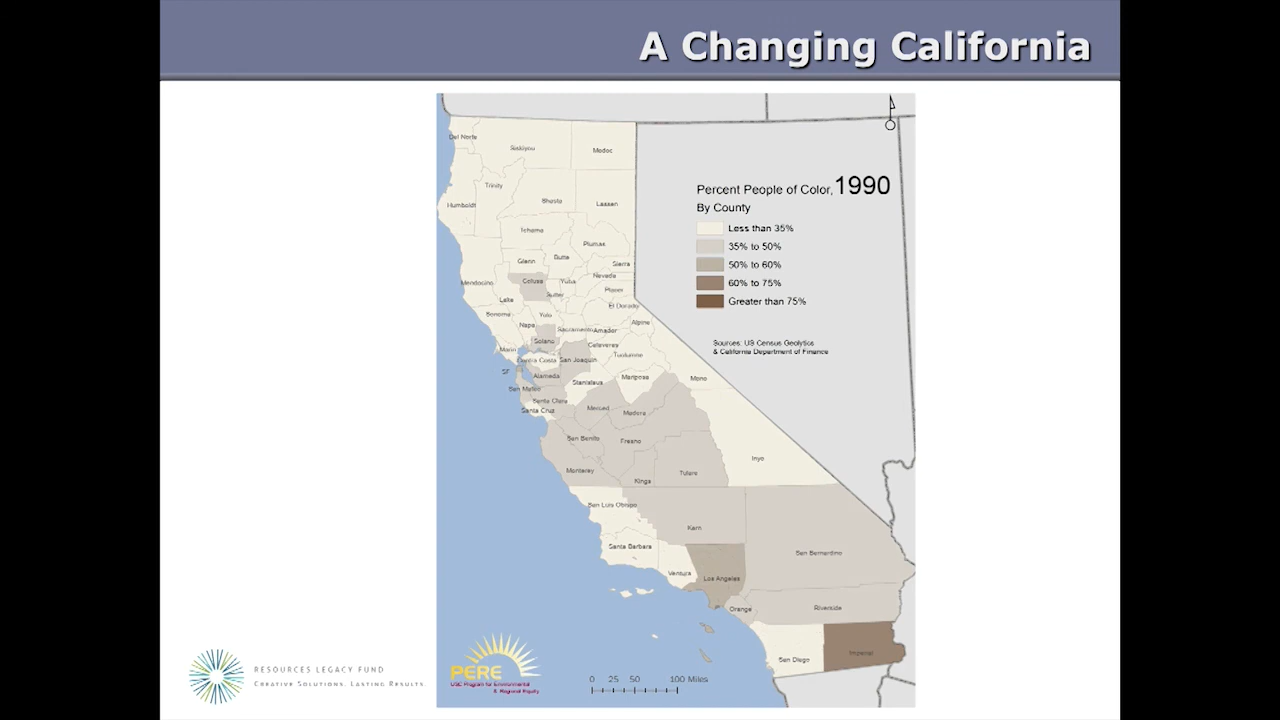 A Changing California
Percent People of Color, 1990
By County
Less than 35%
35% to 50%
50% to 60%
60% to 75%
Greater than 75%
Sources: US Census Geolytics
& California Department of Finance
Del Norte
Siskiyou
Modoc
Trinity
Humboldt
Shasta
Lassen
Tehama
Plumas
Glenn
Butte
Sierra
Mendocino
Colusa
Yuba
Nevada
Placer
Lake
Sutter
El Dorado
Sonoma
Napa
Yolo
Sacramento
Amador
Alpine
Solano
Calaveras
Marin
Contra Costa
San Joaquin
Tuolumne
SF
Alameda
Stanislaus
Mariposa
Mono
San Mateo
Santa Clara
Santa Cruz
Merced
Madera
San Benito
Fresno
Inyo
Monterey
Kings
Tulare
San Luis Obispo
Kern
Santa Barbara
San Bernardino
Ventura
Los Angeles
Orange
Riverside
San Diego
Imperial
RESOURCES LEGACY FUND
CREATIVE SOLUTIONS. LASTING RESULTS.
PERE
USC Program for Environmental
& Regional Equity
0 25 50 100 Miles